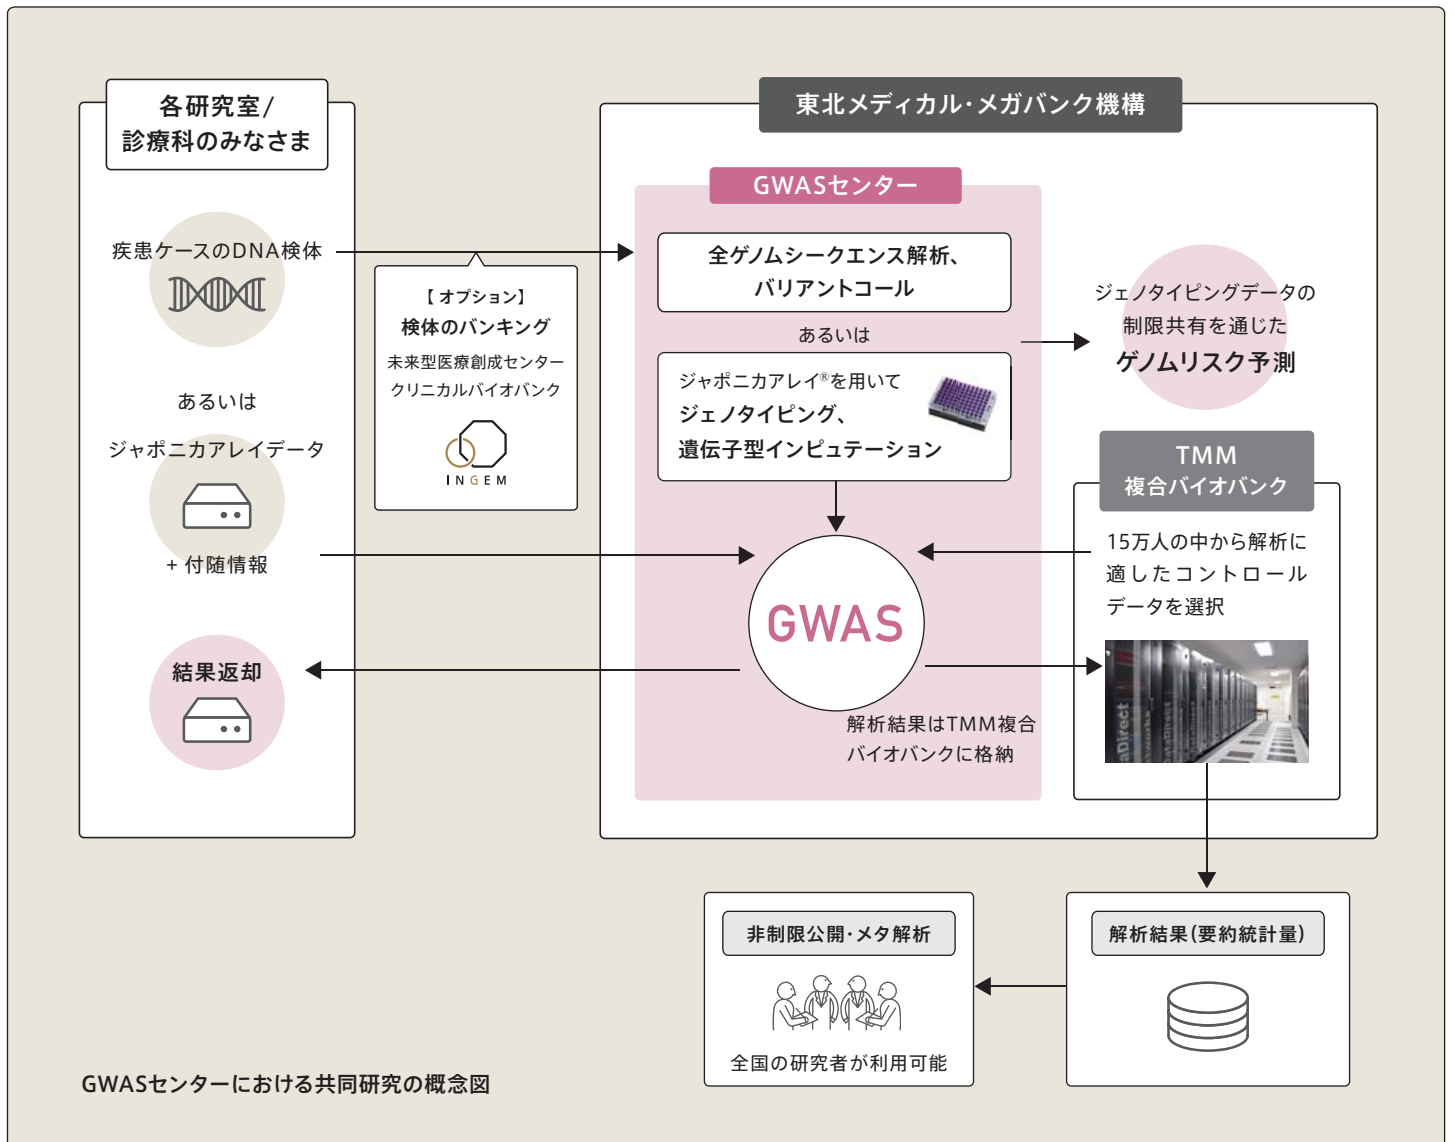 各研究室/
診療科のみなさま
疾患ケースのDNA検体
あるいは
ジャポニカアレイデータ
+ 付随情報
結果返却
【 オプション】
検体のバンキング
未来型医療創成センター
クリニカルバイオバンク
INGEM
東北メディカル・メガバンク機構
GWASセンター
全ゲノムシークエンス解析、
バリアントコール
あるいは
ジャポニカアレイ®を用いて
ジェノタイピング、
遺伝子型インピュテーション
GWAS
解析結果はTMM複合
バイオバンクに格納
ジェノタイピングデータの
制限共有を通じた
ゲノムリスク予測
TMM
複合バイオバンク
15万人の中から解析に
適したコントロール
データを選択
DataDirect
解析結果(要約統計量)
非制限公開・メタ解析
全国の研究者が利用可能
GWASセンターにおける共同研究の概念図